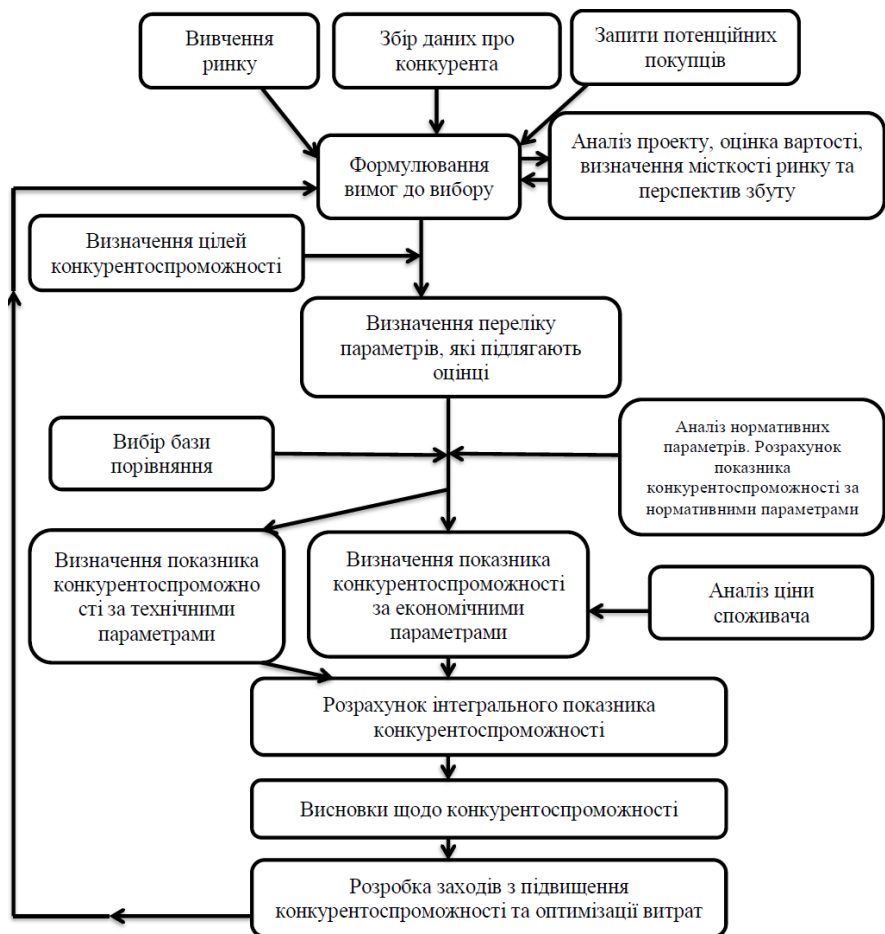 Вивчення
ринку
Збір даних про
конкурента
Запити потенційних
покупців
Формулювання
вимог до вибору
Аналіз проекту, оцінка вартості,
визначення місткості ринку та
перспектив збуту
Визначення цілей
конкурентоспроможності
Визначення переліку
параметрів, які підлягають
оцінці
Вибір бази
порівняння
Аналіз нормативних
параметрів. Розрахунок
показника
конкурентоспроможності за
нормативними параметрами
Визначення показника
конкурентоспроможно
сті за технічними
параметрами
Визначення показника
конкурентоспроможності
за економічними
параметрами
Аналіз ціни
споживача
Розрахунок інтегрального показника
конкурентоспроможності
Висновки щодо конкурентоспроможності
Розробка заходів з підвищення
конкурентоспроможності та оптимізації витрат